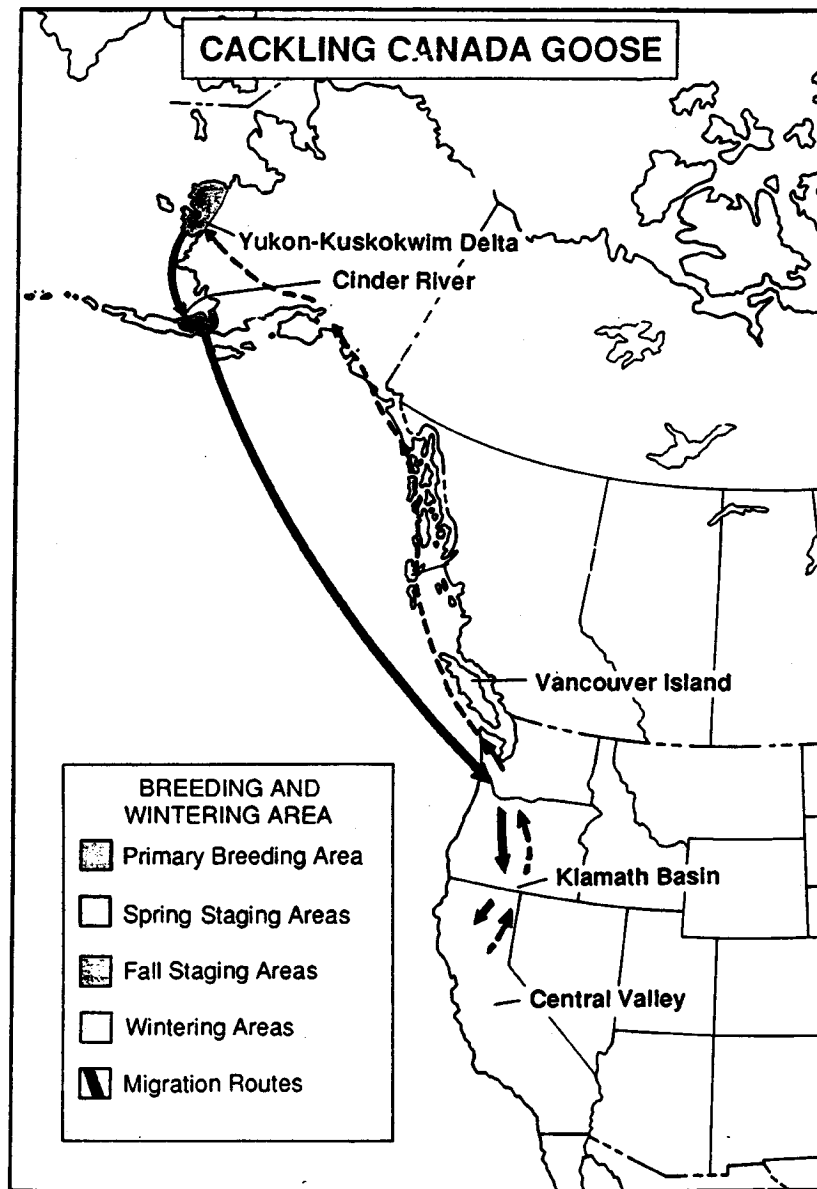 CACKLING CANADA GOOSE
Yukon-Kuskokwim Delta
Cinder River
Vancouver Island
BREEDING AND
WINTERING AREA
Primary Breeding Area
Spring Staging Areas
Fall Staging Areas
Wintering Areas
Migration Routes
Klamath Basin
Central Valley